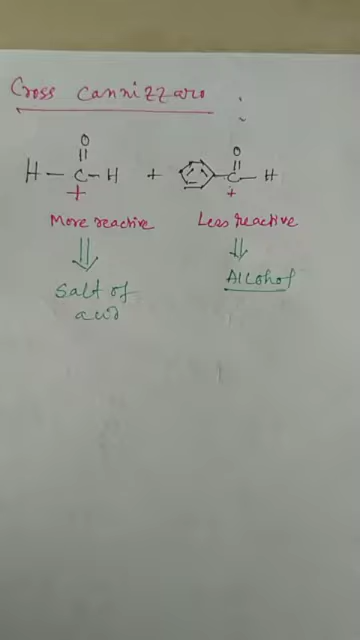 Cross Cannizzaro :
O O
H - C - H + C - H
+ +
More reactive Less reactive
Salt of Alcohol
acid